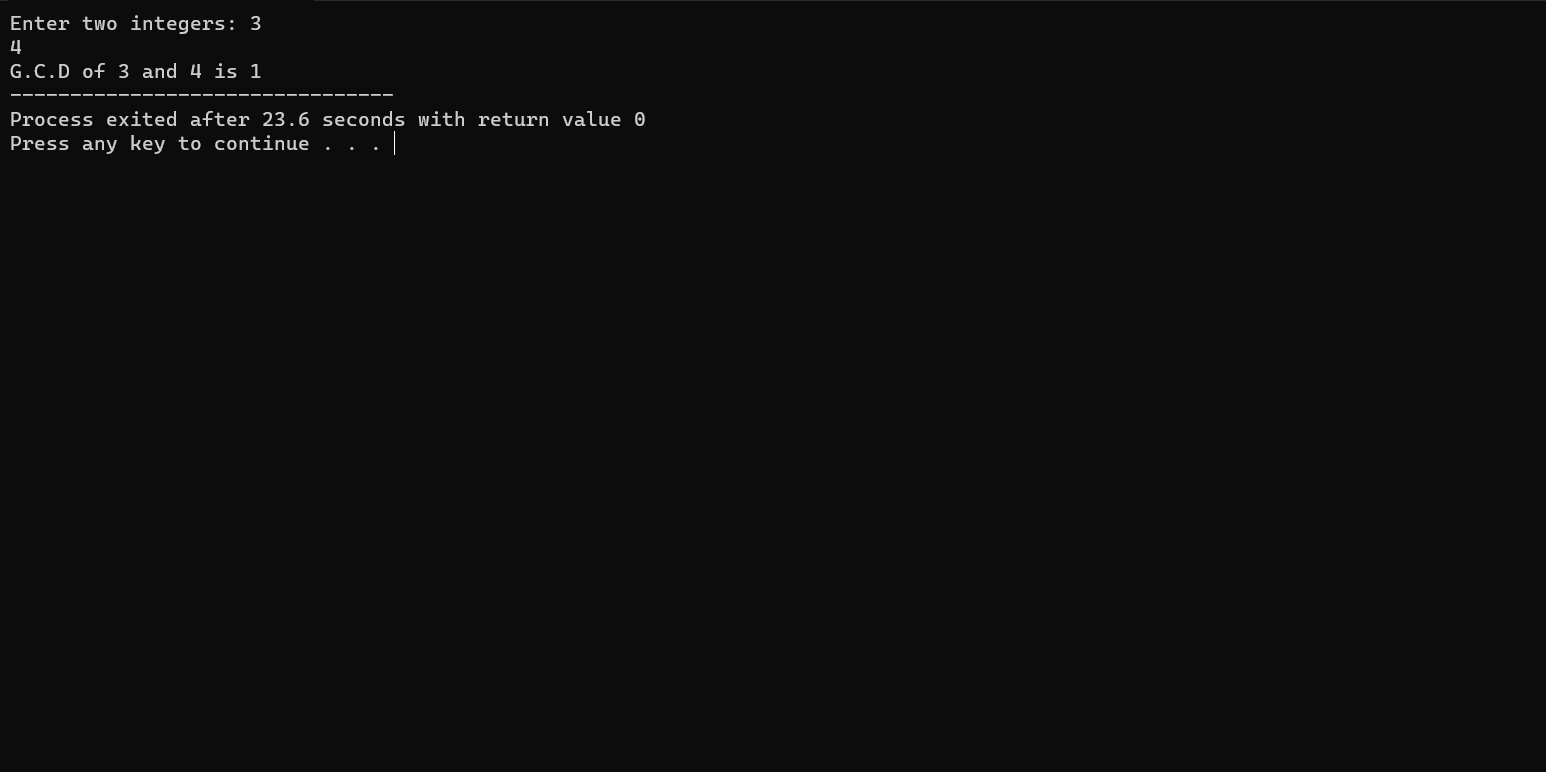 Enter two integers: 3
4
G.C.D of 3 and 4 is 1
--------------------------------
Process exited after 23.6 seconds with return value 0
Press any key to continue . . .